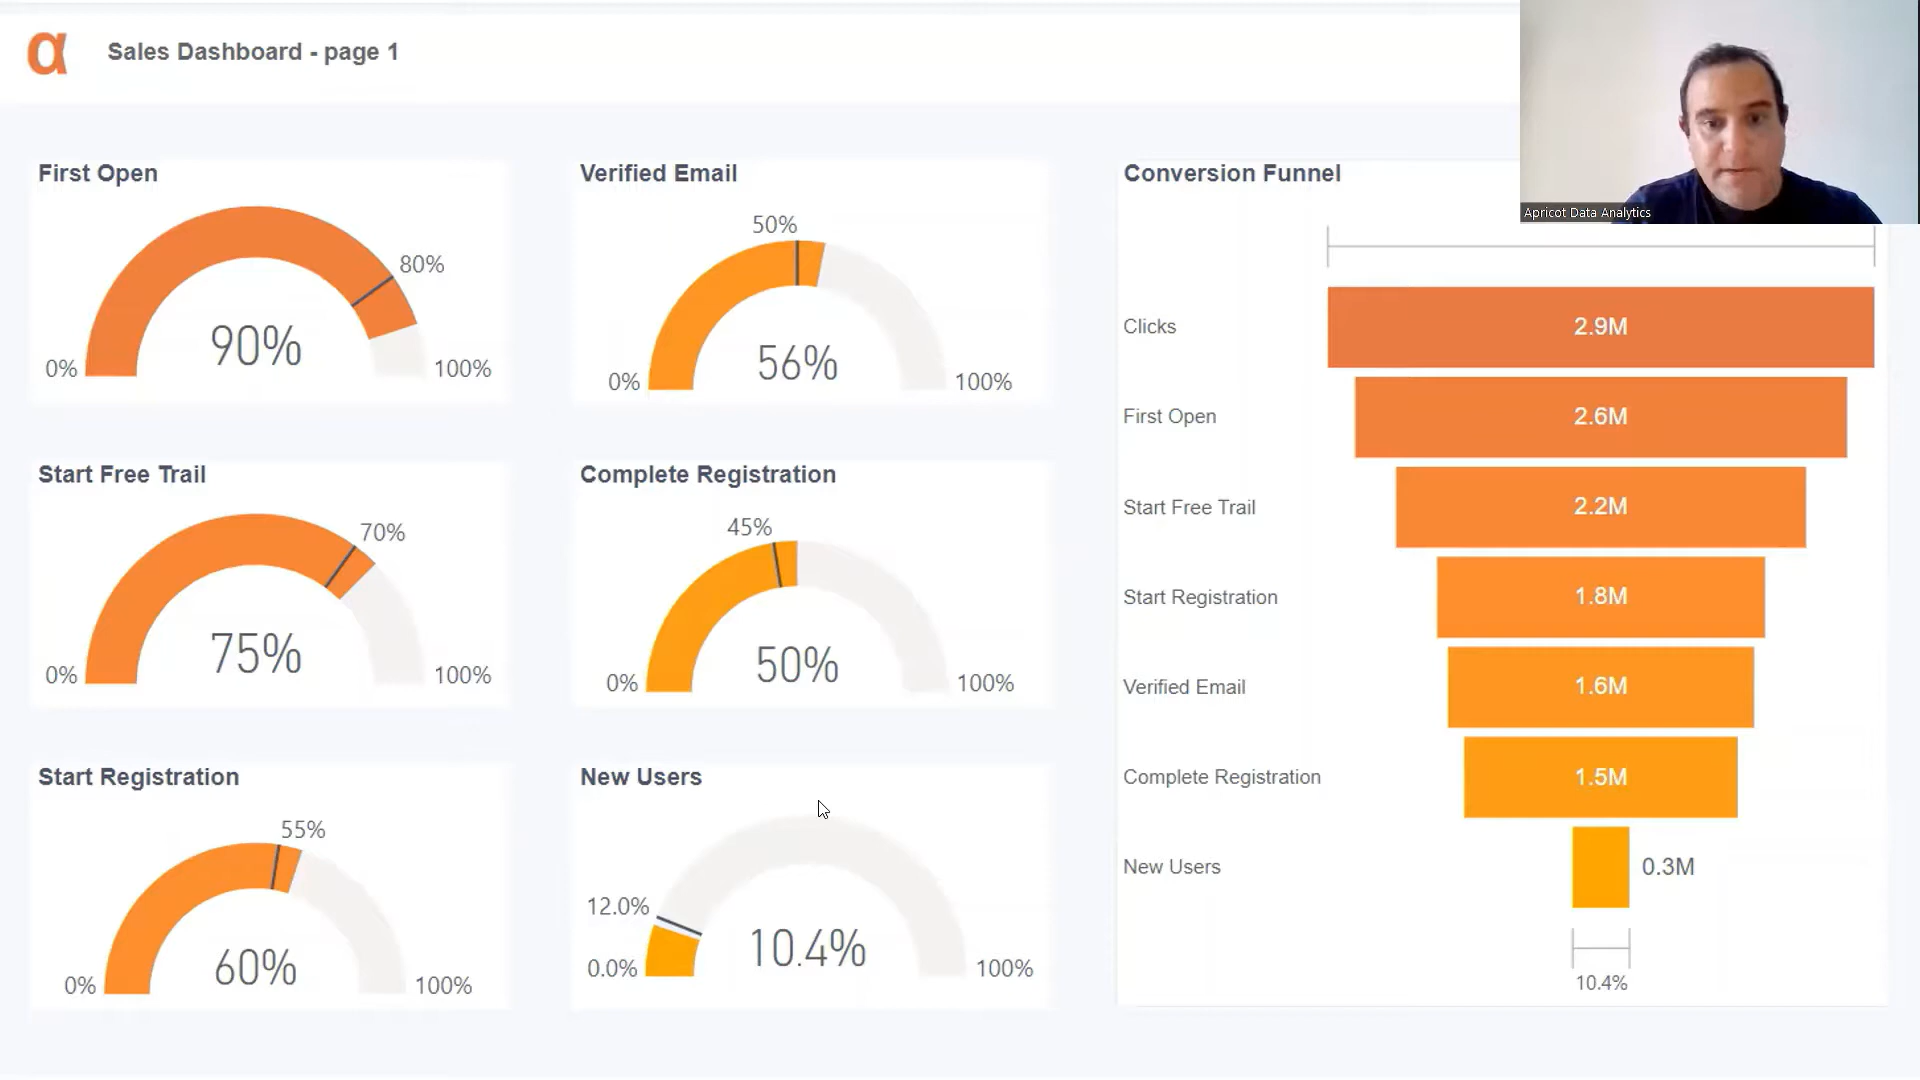 α
Sales Dashboard - page 1
Apricot Data Analytics
First Open
80%
90%
0%
100%
Verified Email
50%
56%
0%
100%
Start Free Trail
70%
75%
0%
100%
Complete Registration
45%
50%
0%
100%
Start Registration
55%
60%
0%
100%
New Users
12.0%
10.4%
0.0%
100%
Conversion Funnel
Clicks 2.9M
First Open 2.6M
Start Free Trail 2.2M
Start Registration 1.8M
Verified Email 1.6M
Complete Registration 1.5M
New Users 0.3M
10.4%